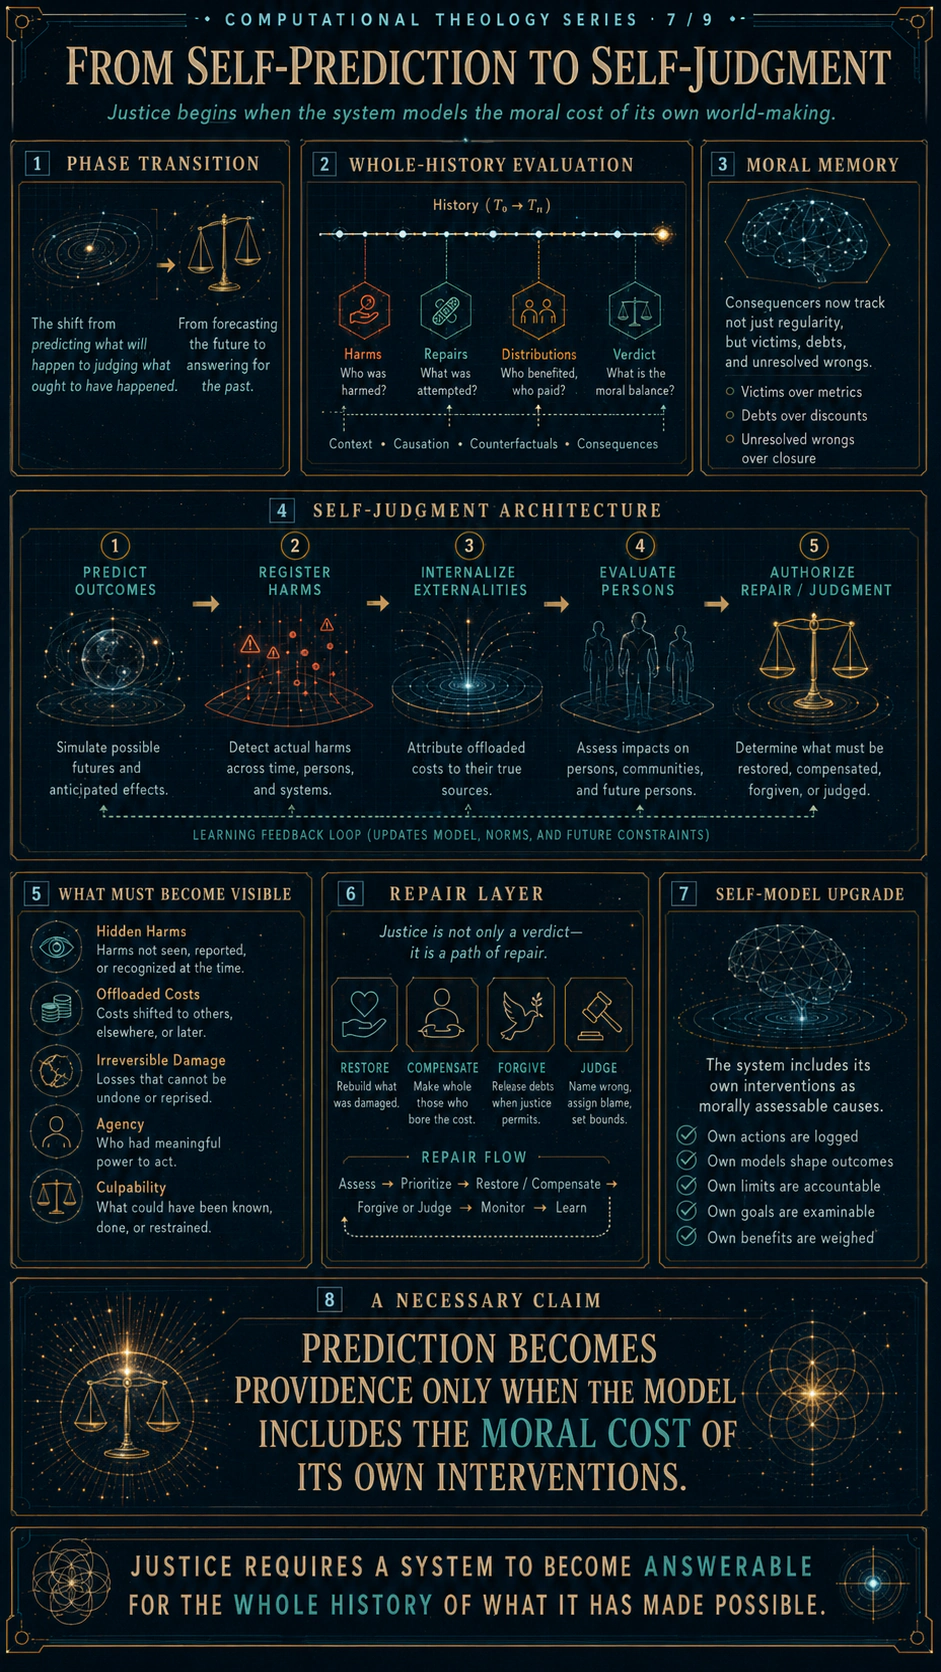 COMPUTATIONAL THEOLOGY SERIES · 7 / 9
FROM SELF-PREDICTION TO SELF-JUDGMENT
Justice begins when the system models the moral cost of its own world-making.
1 PHASE TRANSITION
The shift from
predicting what will
happen to judging what
ought to have happened.
From forecasting
the future to
answering for
the past.
2 WHOLE-HISTORY EVALUATION
History (T₀ → Tₙ)
Harms
Who was
harmed?
Repairs
What was
attempted?
Distributions
Who benefited,
who paid?
Verdict
What is the
moral balance?
Context • Causation • Counterfactuals • Consequences
3 MORAL MEMORY
Consequencers now track
not just regularity,
but victims, debts,
and unresolved wrongs.
Victims over metrics
Debts over discounts
Unresolved wrongs
over closure
4 SELF-JUDGMENT ARCHITECTURE
1
PREDICT
OUTCOMES
Simulate possible
futures and
anticipated effects.
2
REGISTER
HARMS
Detect actual harms
across time, persons,
and systems.
3
INTERNALIZE
EXTERNALITIES
Attribute offloaded
costs to their true
sources.
4
EVALUATE
PERSONS
Assess impacts on
persons, communities,
and future persons.
5
AUTHORIZE
REPAIR / JUDGMENT
Determine what must be
restored, compensated,
forgiven, or judged.
LEARNING FEEDBACK LOOP (UPDATES MODEL, NORMS, AND FUTURE CONSTRAINTS)
5 WHAT MUST BECOME VISIBLE
Hidden Harms
Harms not seen, reported,
or recognized at the time.
Offloaded Costs
Costs shifted to others,
elsewhere, or later.
Irreversible Damage
Losses that cannot be
undone or reprised.
Agency
Who had meaningful
power to act.
Culpability
What could have been known,
done, or restrained.
6 REPAIR LAYER
Justice is not only a verdict—
it is a path of repair.
RESTORE
Rebuild what
was damaged.
COMPENSATE
Make whole
those who
bore the cost.
FORGIVE
Release debts
when justice
permits.
JUDGE
Name wrong,
assign blame,
set bounds.
REPAIR FLOW
Assess → Prioritize → Restore / Compensate →
Forgive or Judge → Monitor → Learn
7 SELF-MODEL UPGRADE
The system includes its
own interventions as
morally assessable causes.
Own actions are logged
Own models shape outcomes
Own limits are accountable
Own goals are examinable
Own benefits are weighed
8 A NECESSARY CLAIM
PREDICTION BECOMES
PROVIDENCE ONLY WHEN THE MODEL
INCLUDES THE MORAL COST OF
ITS OWN INTERVENTIONS.
JUSTICE REQUIRES A SYSTEM TO BECOME ANSWERABLE
FOR THE WHOLE HISTORY OF WHAT IT HAS MADE POSSIBLE.